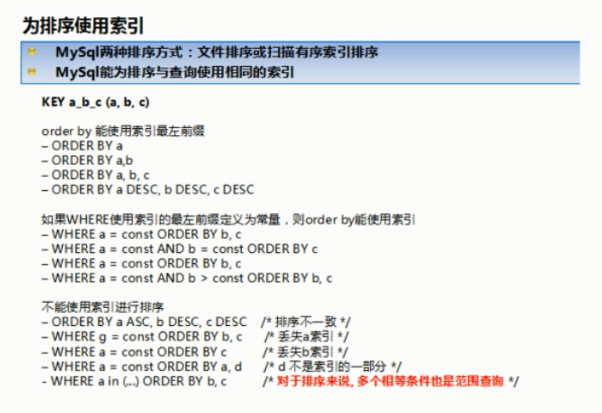 为排序使用索引
MySql两种排序方式：文件排序或扫描有序索引排序
MySql能为排序与查询使用相同的索引
KEY a_b_c (a, b, c)
order by 能使用索引最左前缀
– ORDER BY a
– ORDER BY a,b
– ORDER BY a, b, c
– ORDER BY a DESC, b DESC, c DESC
如果WHERE使用索引的最左前缀定义为常量，则order by能使用索引
– WHERE a = const ORDER BY b, c
– WHERE a = const AND b = const ORDER BY c
– WHERE a = const ORDER BY b, c
– WHERE a = const AND b > const ORDER BY b, c
不能使用索引进行排序
– ORDER BY a ASC, b DESC, c DESC /* 排序不一致 */
– WHERE g = const ORDER BY b, c /* 丢失a索引 */
– WHERE a = const ORDER BY c /* 丢失b索引 */
– WHERE a = const ORDER BY a, d /* d 不是索引的一部分 */
- WHERE a in (...) ORDER BY b, c /* 对于排序来说, 多个相等条件也是范围查询 */